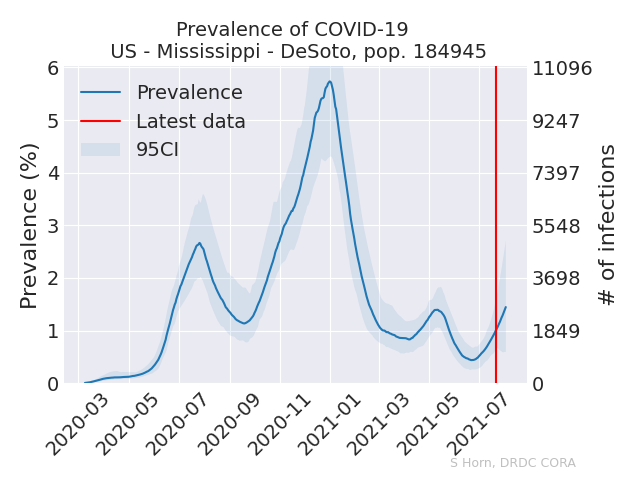 Prevalence of COVID-19
US - Mississippi - DeSoto, pop. 184945
Prevalence (%)
6
5
4
3
2
1
0
Prevalence
Latest data
95CI
11096
9247
7397
5548
3698
1849
0
# of infections
2020-03
2020-05
2020-07
2020-09
2020-11
2021-01
2021-03
2021-05
2021-07
S Horn, DRDC CORA